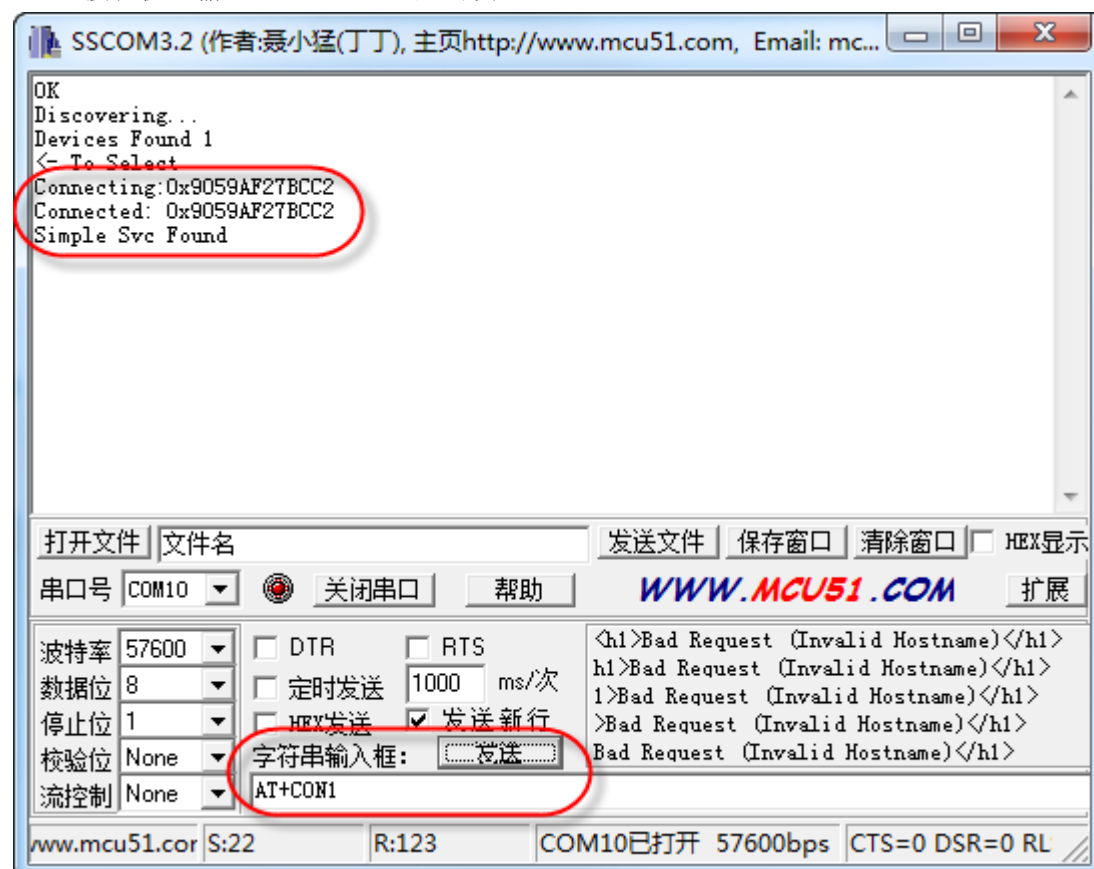 SSCOM3.2 (作者:聂小猛(丁丁), 主页http://www.mcu51.com,  Email: mc...
OK
Discovering...
Devices Found 1
<- To Select
Connecting:0x9059AF27BCC2
Connected: 0x9059AF27BCC2
Simple Svc Found
打开文件 文件名 发送文件 保存窗口 清除窗口 HEX显示
串口号 COM10 关闭串口 帮助 WWW.MCU51.COM 扩展
波特率 57600 DTR RTS
数据位 8 定时发送 1000 ms/次
停止位 1 HEX发送 发送新行
校验位 None 字符串输入框: 发送
流控制 None AT+CON1
<h1>Bad Request (Invalid Hostname)</h1>
h1>Bad Request (Invalid Hostname)</h1>
1>Bad Request (Invalid Hostname)</h1>
>Bad Request (Invalid Hostname)</h1>
Bad Request (Invalid Hostname)</h1>
www.mcu51.cor S:22 R:123 COM10已打开 57600bps CTS=0 DSR=0 RL